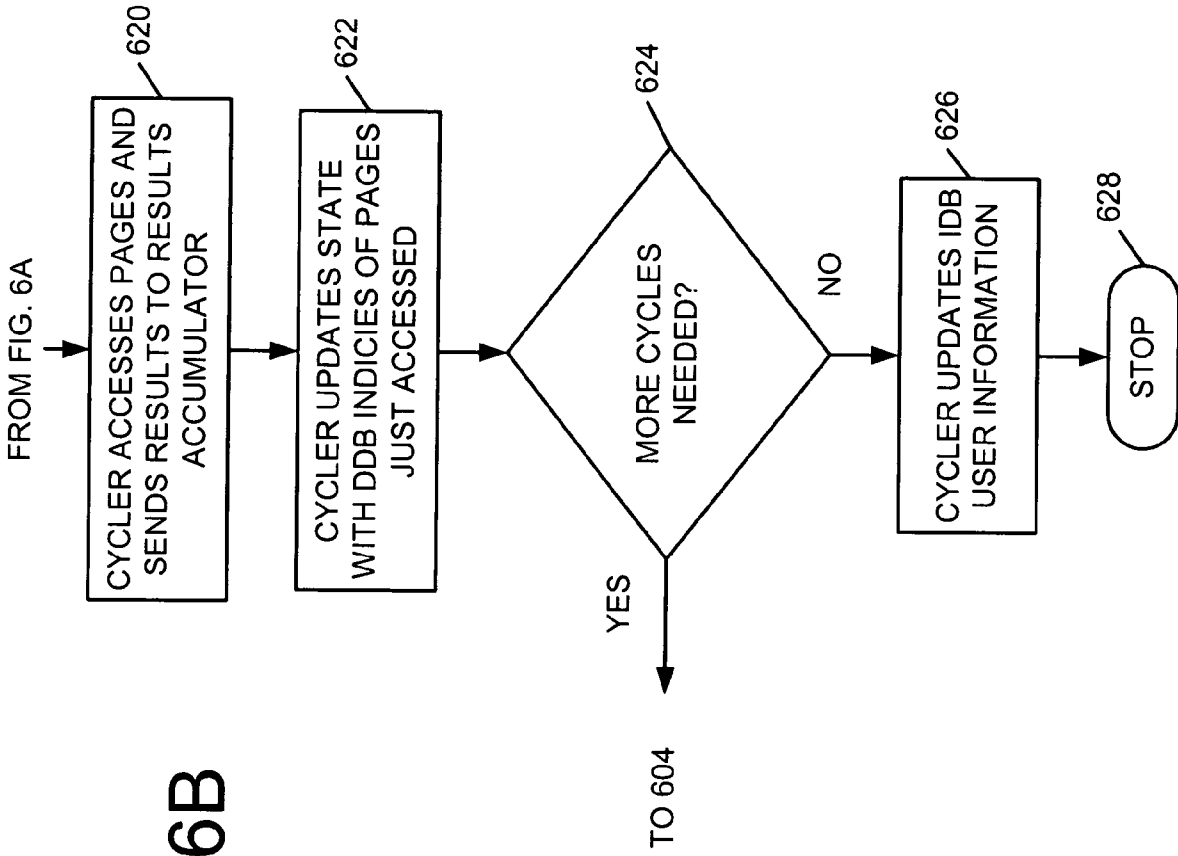 FROM FIG. 6A
CYCLER ACCESSES PAGES AND
SENDS RESULTS TO RESULTS
ACCUMULATOR
620
CYCLER UPDATES STATE
WITH DDB INDICIES OF PAGES
JUST ACCESSED
622
MORE CYCLES
NEEDED?
624
YES
TO 604
NO
CYCLER UPDATES IDB
USER INFORMATION
626
STOP
628
6B